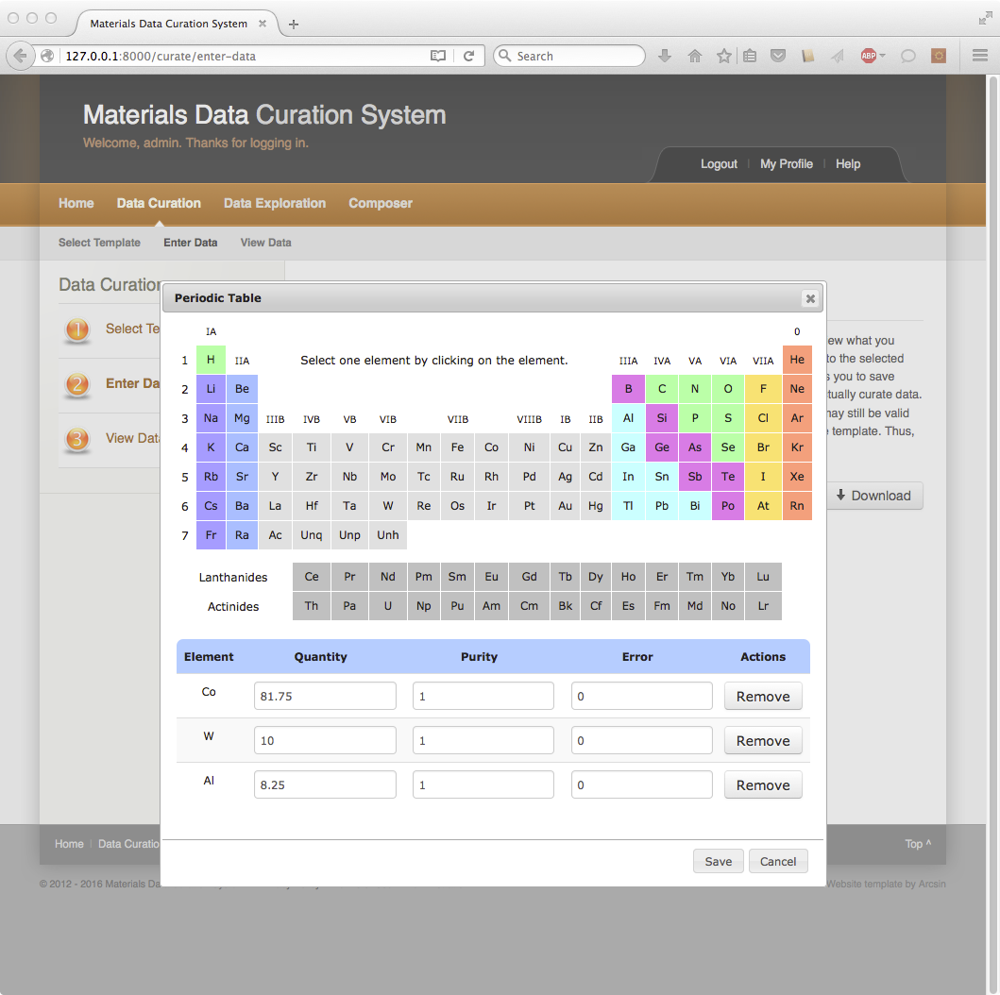 Materials Data Curation System
127.0.0.1:8000/curate/enter-data
Search
ABP
Materials Data Curation System
Welcome, admin. Thanks for logging in.
Logout My Profile Help
Home Data Curation Data Exploration Composer
Select Template Enter Data View Data
Data Curation
1 Select Te
2 Enter Da
3 View Data
ew what you
to the selected
s you to save
ctually curate data.
may still be valid
e template. Thus,
Download
Periodic Table
IA 0
1 H IIA Select one element by clicking on the element. IIIA IVA VA VIA VIIA He
2 Li Be B C N O F Ne
3 Na Mg IIIB IVB VB VIB VIIB VIIIB IB IIB Al Si P S Cl Ar
4 K Ca Sc Ti V Cr Mn Fe Co Ni Cu Zn Ga Ge As Se Br Kr
5 Rb Sr Y Zr Nb Mo Tc Ru Rh Pd Ag Cd In Sn Sb Te I Xe
6 Cs Ba La Hf Ta W Re Os Ir Pt Au Hg Tl Pb Bi Po At Rn
7 Fr Ra Ac Unq Unp Unh
Lanthanides Ce Pr Nd Pm Sm Eu Gd Tb Dy Ho Er Tm Yb Lu
Actinides Th Pa U Np Pu Am Cm Bk Cf Es Fm Md No Lr
Element Quantity Purity Error Actions
Co 81.75 1 0 Remove
W 10 1 0 Remove
Al 8.25 1 0 Remove
Save Cancel
Home Data Curatio Top ^
© 2012 - 2016 Materials Da Website template by Arcsin